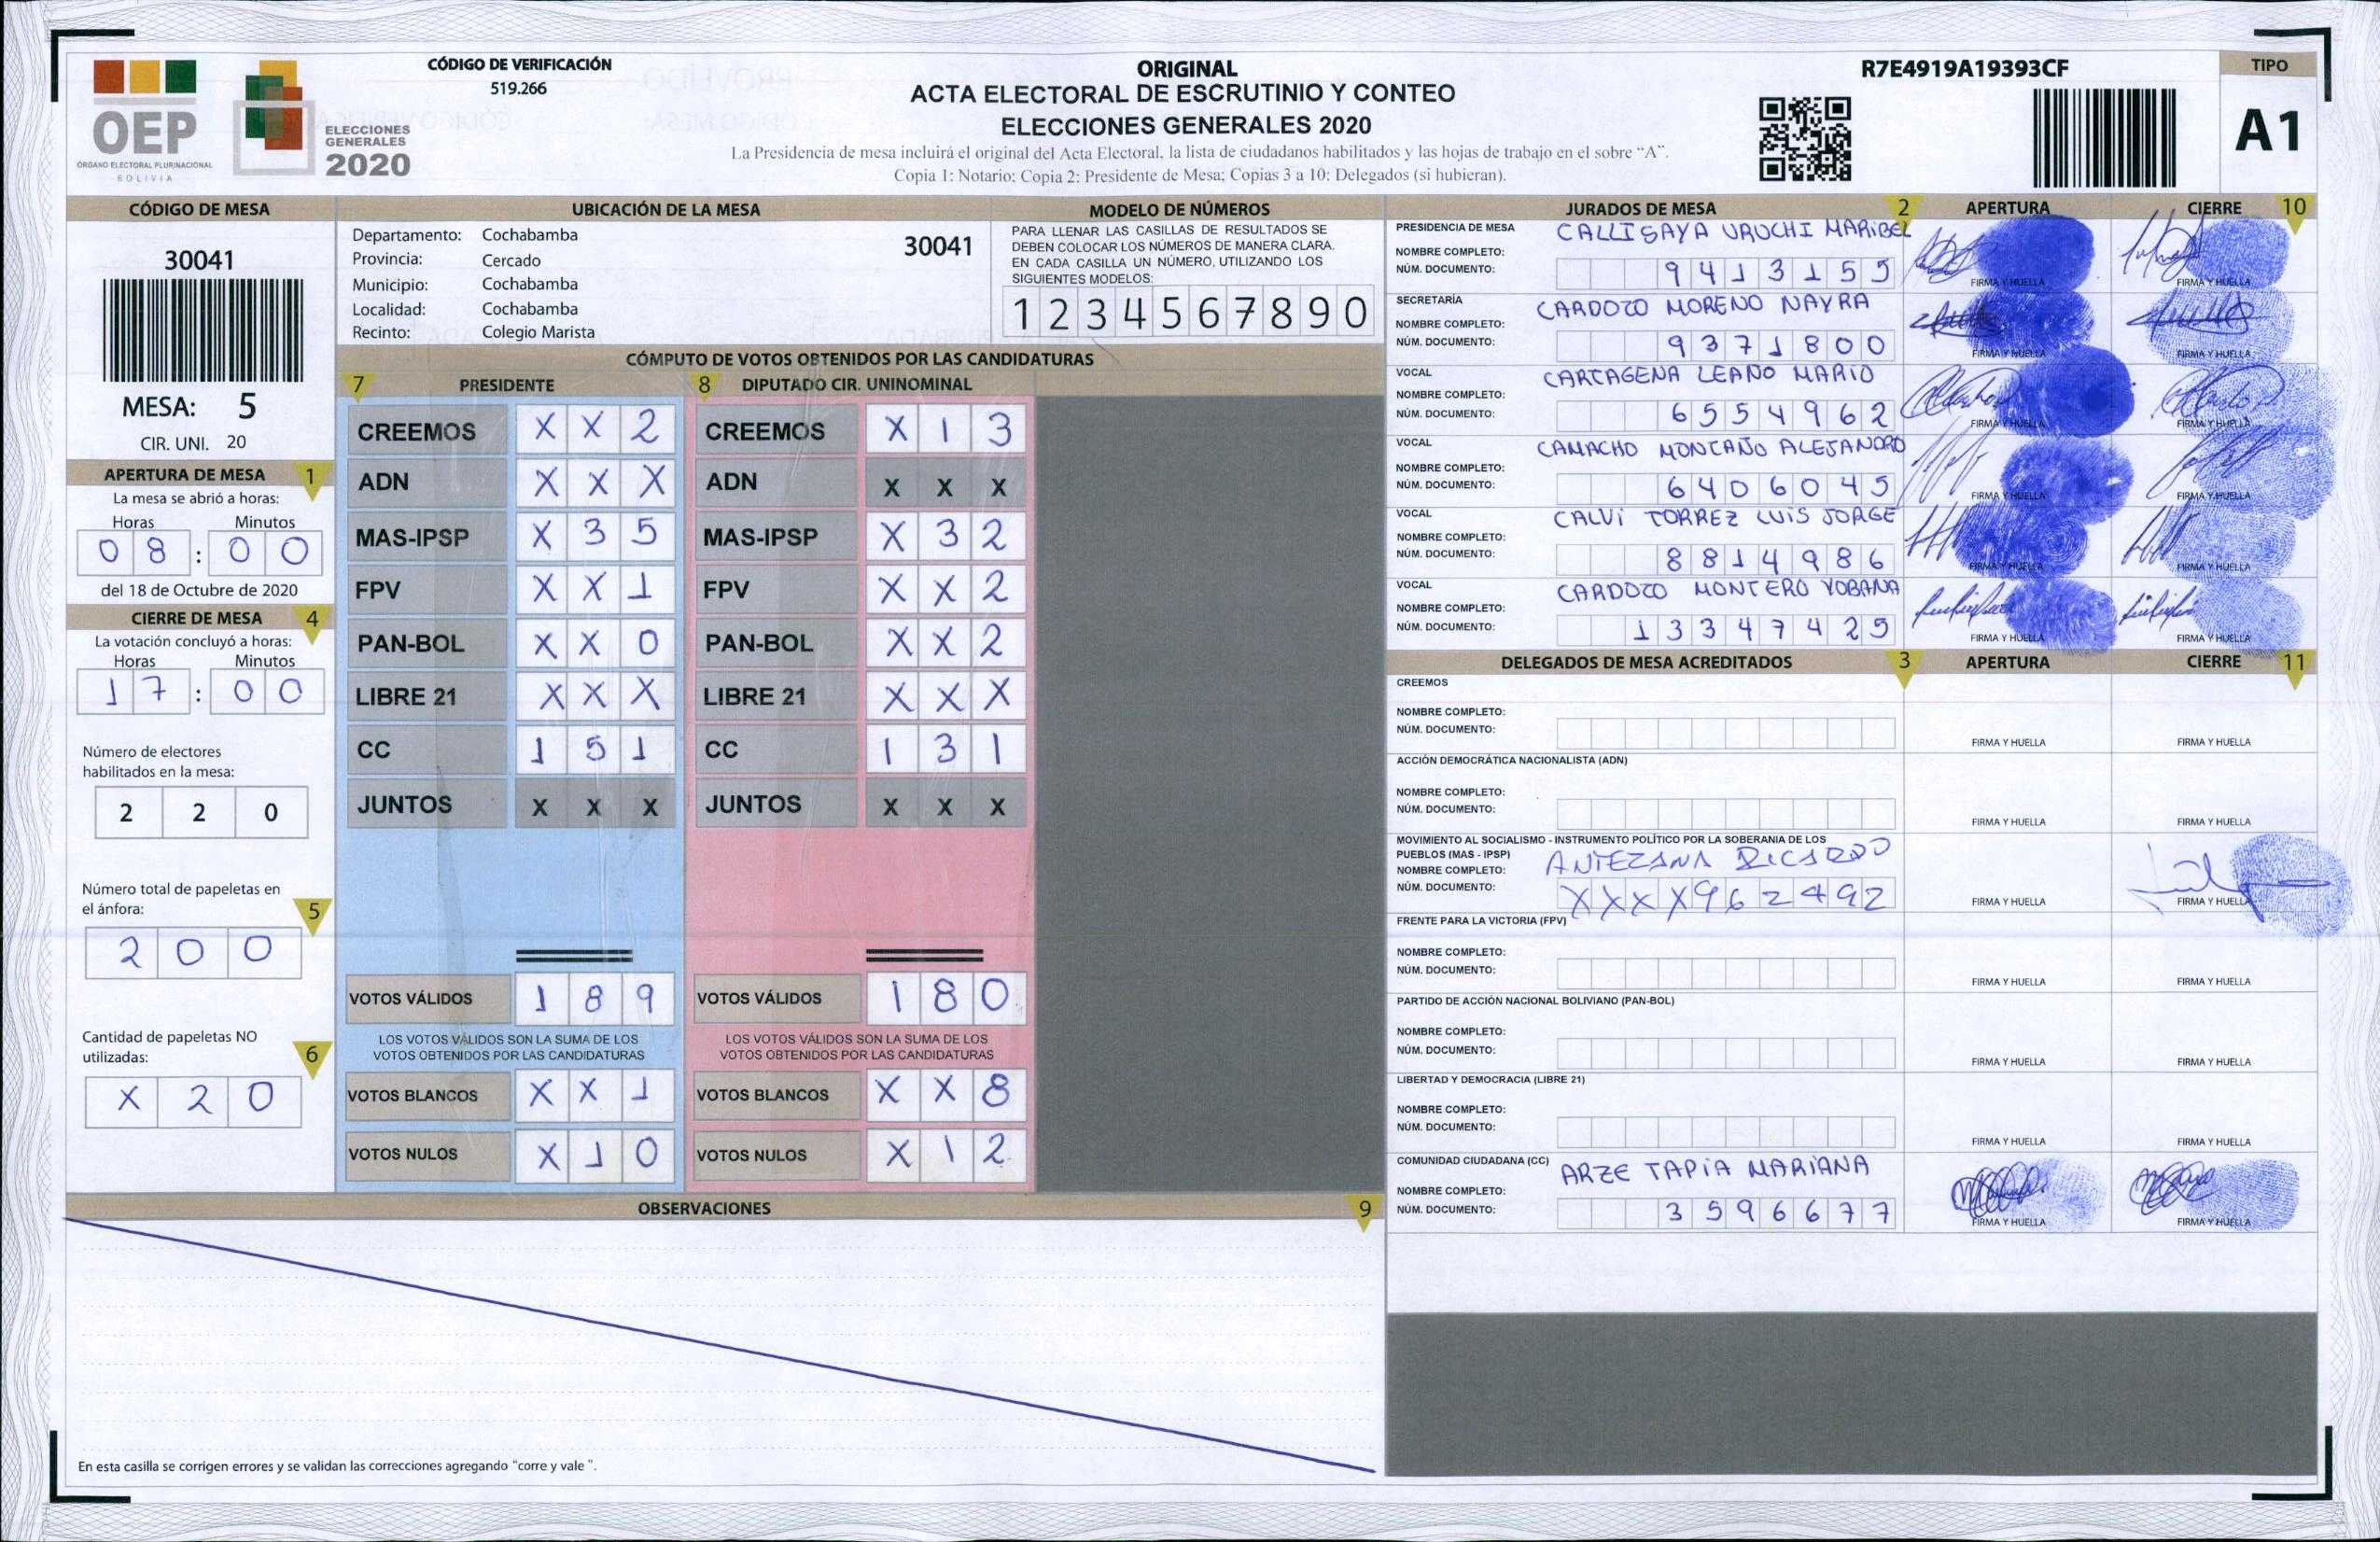 OEP
ÓRGANO ELECTORAL PLURINACIONAL
BOLIVIA
ELECCIONES
GENERALES
2020
CÓDIGO DE VERIFICACIÓN
519.266
ORIGINAL
ACTA ELECTORAL DE ESCRUTINIO Y CONTEO
ELECCIONES GENERALES 2020
La Presidencia de mesa incluirá el original del Acta Electoral, la lista de ciudadanos habilitados y las hojas de trabajo en el sobre “A”.
Copia 1: Notario; Copia 2: Presidente de Mesa; Copias 3 a 10: Delegados (si hubieran).
R7E4919A19393CF
TIPO
A1
CÓDIGO DE MESA
30041
MESA: 5
CIR. UNI. 20
APERTURA DE MESA 1
La mesa se abrió a horas:
Horas Minutos
0 8 : 0 0
del 18 de Octubre de 2020
CIERRE DE MESA 4
La votación concluyó a horas:
Horas Minutos
1 7 : 0 0
Número de electores
habilitados en la mesa:
2 2 0
Número total de papeletas en
el ánfora: 5
2 0 0
Cantidad de papeletas NO
utilizadas: 6
X 2 0
UBICACIÓN DE LA MESA
Departamento: Cochabamba
Provincia: Cercado
Municipio: Cochabamba
Localidad: Cochabamba
Recinto: Colegio Marista
30041
MODELO DE NÚMEROS
PARA LLENAR LAS CASILLAS DE RESULTADOS SE
DEBEN COLOCAR LOS NÚMEROS DE MANERA CLARA.
EN CADA CASILLA UN NÚMERO, UTILIZANDO LOS
SIGUIENTES MODELOS:
1 2 3 4 5 6 7 8 9 0
CÓMPUTO DE VOTOS OBTENIDOS POR LAS CANDIDATURAS
7 PRESIDENTE 8 DIPUTADO CIR. UNINOMINAL
CREEMOS X X 2 CREEMOS X 1 3
ADN X X X ADN X X X
MAS-IPSP X 3 5 MAS-IPSP X 3 2
FPV X X 1 FPV X X 2
PAN-BOL X X 0 PAN-BOL X X 2
LIBRE 21 X X X LIBRE 21 X X X
CC 1 5 1 CC 1 3 1
JUNTOS X X X JUNTOS X X X
VOTOS VÁLIDOS 1 8 9 VOTOS VÁLIDOS 1 8 0
LOS VOTOS VÁLIDOS SON LA SUMA DE LOS LOS VOTOS VÁLIDOS SON LA SUMA DE LOS
VOTOS OBTENIDOS POR LAS CANDIDATURAS VOTOS OBTENIDOS POR LAS CANDIDATURAS
VOTOS BLANCOS X X 1 VOTOS BLANCOS X X 8
VOTOS NULOS X 1 0 VOTOS NULOS X 1 2
OBSERVACIONES 9
En esta casilla se corrigen errores y se validan las correcciones agregando "corre y vale ".
JURADOS DE MESA 2 APERTURA CIERRE 10
PRESIDENCIA DE MESA CALLISAYA URUCHI MARIBEL
NOMBRE COMPLETO:
NÚM. DOCUMENTO: 9 4 1 3 1 5 5 FIRMA Y HUELLA FIRMA Y HUELLA
SECRETARÍA CARDOZO MORENO NAYRA
NOMBRE COMPLETO:
NÚM. DOCUMENTO: 9 3 7 1 8 0 0 FIRMA Y HUELLA FIRMA Y HUELLA
VOCAL CARTAGENA LEAÑO MARIO
NOMBRE COMPLETO:
NÚM. DOCUMENTO: 6 5 5 4 9 6 2 FIRMA Y HUELLA FIRMA Y HUELLA
VOCAL CAMACHO MONTAÑO ALEJANDRO
NOMBRE COMPLETO:
NÚM. DOCUMENTO: 6 4 0 6 0 4 5 FIRMA Y HUELLA FIRMA Y HUELLA
VOCAL CALVI TORREZ LUIS JORGE
NOMBRE COMPLETO:
NÚM. DOCUMENTO: 8 8 1 4 9 8 6 FIRMA Y HUELLA FIRMA Y HUELLA
VOCAL CARDOZO MONTERO YOBANA
NOMBRE COMPLETO:
NÚM. DOCUMENTO: 1 3 3 4 7 4 2 5 FIRMA Y HUELLA FIRMA Y HUELLA
DELEGADOS DE MESA ACREDITADOS 3 APERTURA CIERRE 11
CREEMOS
NOMBRE COMPLETO:
NÚM. DOCUMENTO: FIRMA Y HUELLA FIRMA Y HUELLA
ACCIÓN DEMOCRÁTICA NACIONALISTA (ADN)
NOMBRE COMPLETO:
NÚM. DOCUMENTO: FIRMA Y HUELLA FIRMA Y HUELLA
MOVIMIENTO AL SOCIALISMO - INSTRUMENTO POLÍTICO POR LA SOBERANIA DE LOS
PUEBLOS (MAS - IPSP) ANTEZANA RICARDO
NOMBRE COMPLETO:
NÚM. DOCUMENTO: X X X X 9 6 2 4 9 2 FIRMA Y HUELLA FIRMA Y HUELLA
FRENTE PARA LA VICTORIA (FPV)
NOMBRE COMPLETO:
NÚM. DOCUMENTO: FIRMA Y HUELLA FIRMA Y HUELLA
PARTIDO DE ACCIÓN NACIONAL BOLIVIANO (PAN-BOL)
NOMBRE COMPLETO:
NÚM. DOCUMENTO: FIRMA Y HUELLA FIRMA Y HUELLA
LIBERTAD Y DEMOCRACIA (LIBRE 21)
NOMBRE COMPLETO:
NÚM. DOCUMENTO: FIRMA Y HUELLA FIRMA Y HUELLA
COMUNIDAD CIUDADANA (CC) ARZE TAPIA MARIANA
NOMBRE COMPLETO:
NÚM. DOCUMENTO: 3 5 9 6 6 7 7 FIRMA Y HUELLA FIRMA Y HUELLA